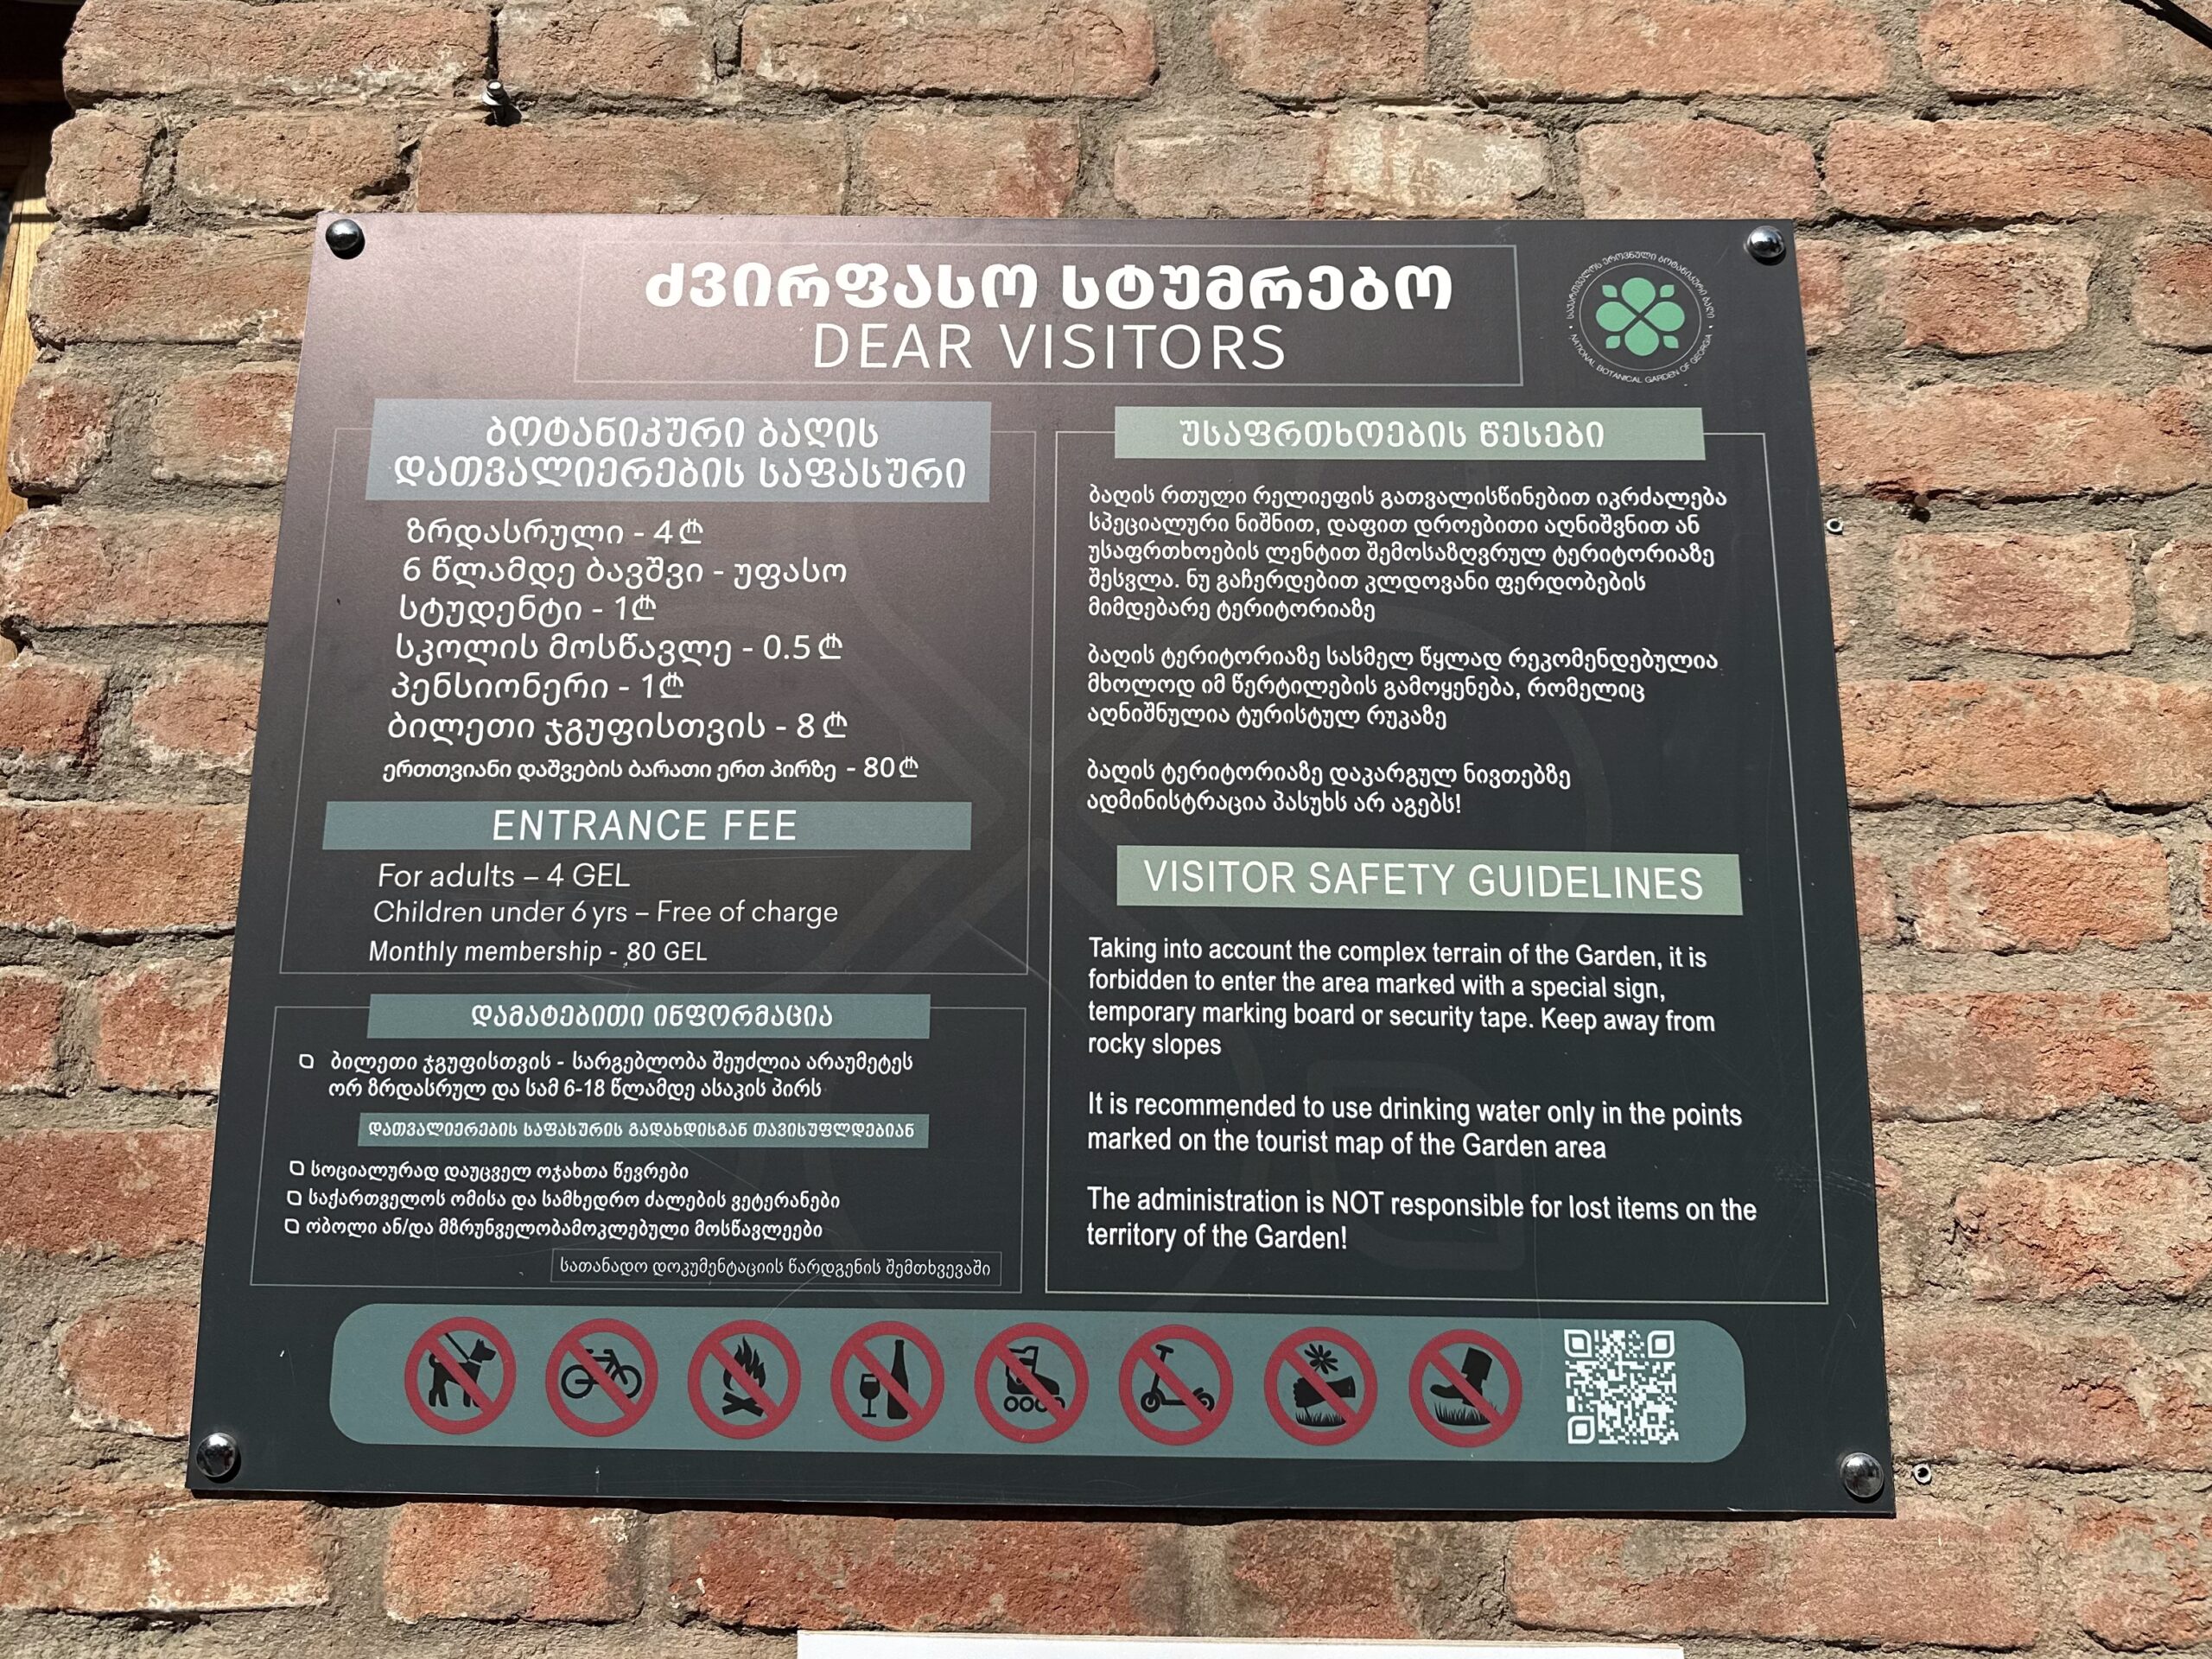 ძვირფასო სტუმრებო
DEAR VISITORS
საქართველოს ეროვნული ბოტანიკური ბაღი
NATIONAL BOTANICAL GARDEN OF GEORGIA
ბოტანიკური ბაღის
დათვალიერების საფასური
ზრდასრული - 4 ₾
6 წლამდე ბავშვი - უფასო
სტუდენტი - 1₾
სკოლის მოსწავლე - 0.5 ₾
პენსიონერი - 1₾
ბილეთი ჯგუფისთვის - 8 ₾
ერთთვიანი დაშვების ბარათი ერთ პირზე - 80 ₾
ENTRANCE FEE
For adults – 4 GEL
Children under 6 yrs – Free of charge
Monthly membership - 80 GEL
დამატებითი ინფორმაცია
ბილეთი ჯგუფისთვის - სარგებლობა შეუძლია არაუმეტეს
ორ ზრდასრულ და სამ 6-18 წლამდე ასაკის პირს
დათვალიერების საფასურის გადახდისგან თავისუფლდებიან
სოციალურად დაუცველ ოჯახთა წევრები
საქართველოს ომისა და სამხედრო ძალების ვეტერანები
ობოლი ან/და მზრუნველობამოკლებული მოსწავლეები
სათანადო დოკუმენტაციის წარდგენის შემთხვევაში
უსაფრთხოების წესები
ბაღის რთული რელიეფის გათვალისწინებით იკრძალება
სპეციალური ნიშნით, დაფით დროებითი აღნიშვნით ან
უსაფრთხოების ლენტით შემოსაზღვრულ ტერიტორიაზე
შესვლა. ნუ გაჩერდებით კლდოვანი ფერდობების
მიმდებარე ტერიტორიაზე
ბაღის ტერიტორიაზე სასმელ წყლად რეკომენდებულია
მხოლოდ იმ წერტილების გამოყენება, რომელიც
აღნიშნულია ტურისტულ რუკაზე
ბაღის ტერიტორიაზე დაკარგულ ნივთებზე
ადმინისტრაცია პასუხს არ აგებს!
VISITOR SAFETY GUIDELINES
Taking into account the complex terrain of the Garden, it is
forbidden to enter the area marked with a special sign,
temporary marking board or security tape. Keep away from
rocky slopes
It is recommended to use drinking water only in the points
marked on the tourist map of the Garden area
The administration is NOT responsible for lost items on the
territory of the Garden!